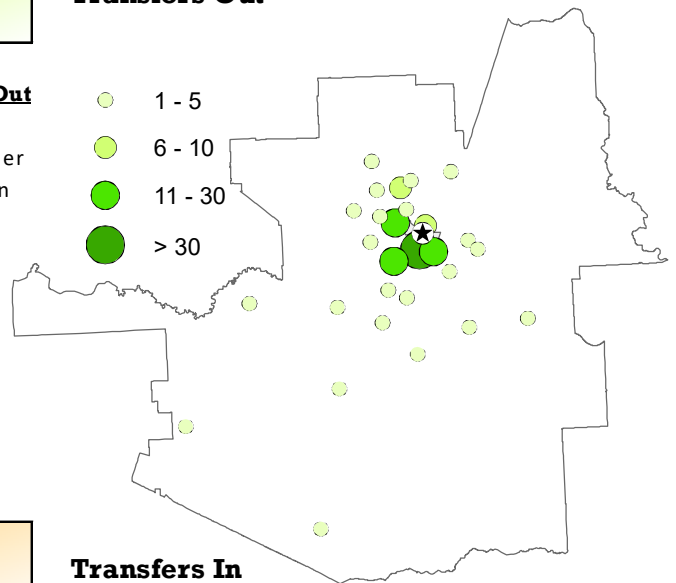 Transfers Out
Out
1 - 5
er
6 - 10
n
11 - 30
> 30
Transfers In